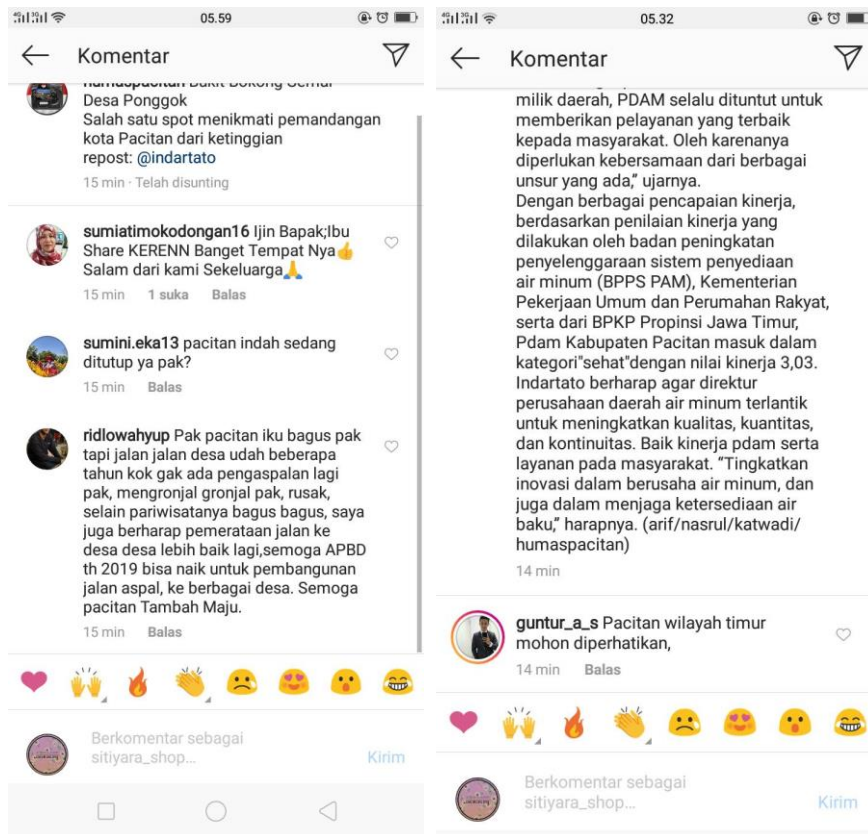 05.59
Komentar
humaspacitan Bukit Bokong Semar
Desa Ponggok
Salah satu spot menikmati pemandangan
kota Pacitan dari ketinggian
repost: @indartato
15 min · Telah disunting
sumiatimokodongan16 Ijin Bapak;Ibu
Share KERENN Banget Tempat Nya👍
Salam dari kami Sekeluarga🙏
15 min 1 suka Balas
sumini.eka13 pacitan indah sedang
ditutup ya pak?
15 min Balas
ridlowahyup Pak pacitan iku bagus pak
tapi jalan jalan desa udah beberapa
tahun kok gak ada pengaspalan lagi
pak, mengronjal gronjal pak, rusak,
selain pariwisatanya bagus bagus, saya
juga berharap pemerataan jalan ke
desa desa lebih baik lagi,semoga APBD
th 2019 bisa naik untuk pembangunan
jalan aspal, ke berbagai desa. Semoga
pacitan Tambah Maju.
15 min Balas
Berkomentar sebagai
sitiyara_shop...
Kirim
05.32
Komentar
milik daerah, PDAM selalu dituntut untuk
memberikan pelayanan yang terbaik
kepada masyarakat. Oleh karenanya
diperlukan kebersamaan dari berbagai
unsur yang ada,” ujarnya.
Dengan berbagai pencapaian kinerja,
berdasarkan penilaian kinerja yang
dilakukan oleh badan peningkatan
penyelenggaraan sistem penyediaan
air minum (BPPS PAM), Kementerian
Pekerjaan Umum dan Perumahan Rakyat,
serta dari BPKP Propinsi Jawa Timur,
Pdam Kabupaten Pacitan masuk dalam
kategori"sehat"dengan nilai kinerja 3,03.
Indartato berharap agar direktur
perusahaan daerah air minum terlantik
untuk meningkatkan kualitas, kuantitas,
dan kontinuitas. Baik kinerja pdam serta
layanan pada masyarakat. “Tingkatkan
inovasi dalam berusaha air minum, dan
juga dalam menjaga ketersediaan air
baku,” harapnya. (arif/nasrul/katwadi/
humaspacitan)
14 min
guntur_a_s Pacitan wilayah timur
mohon diperhatikan,
14 min Balas
Berkomentar sebagai
sitiyara_shop...
Kirim